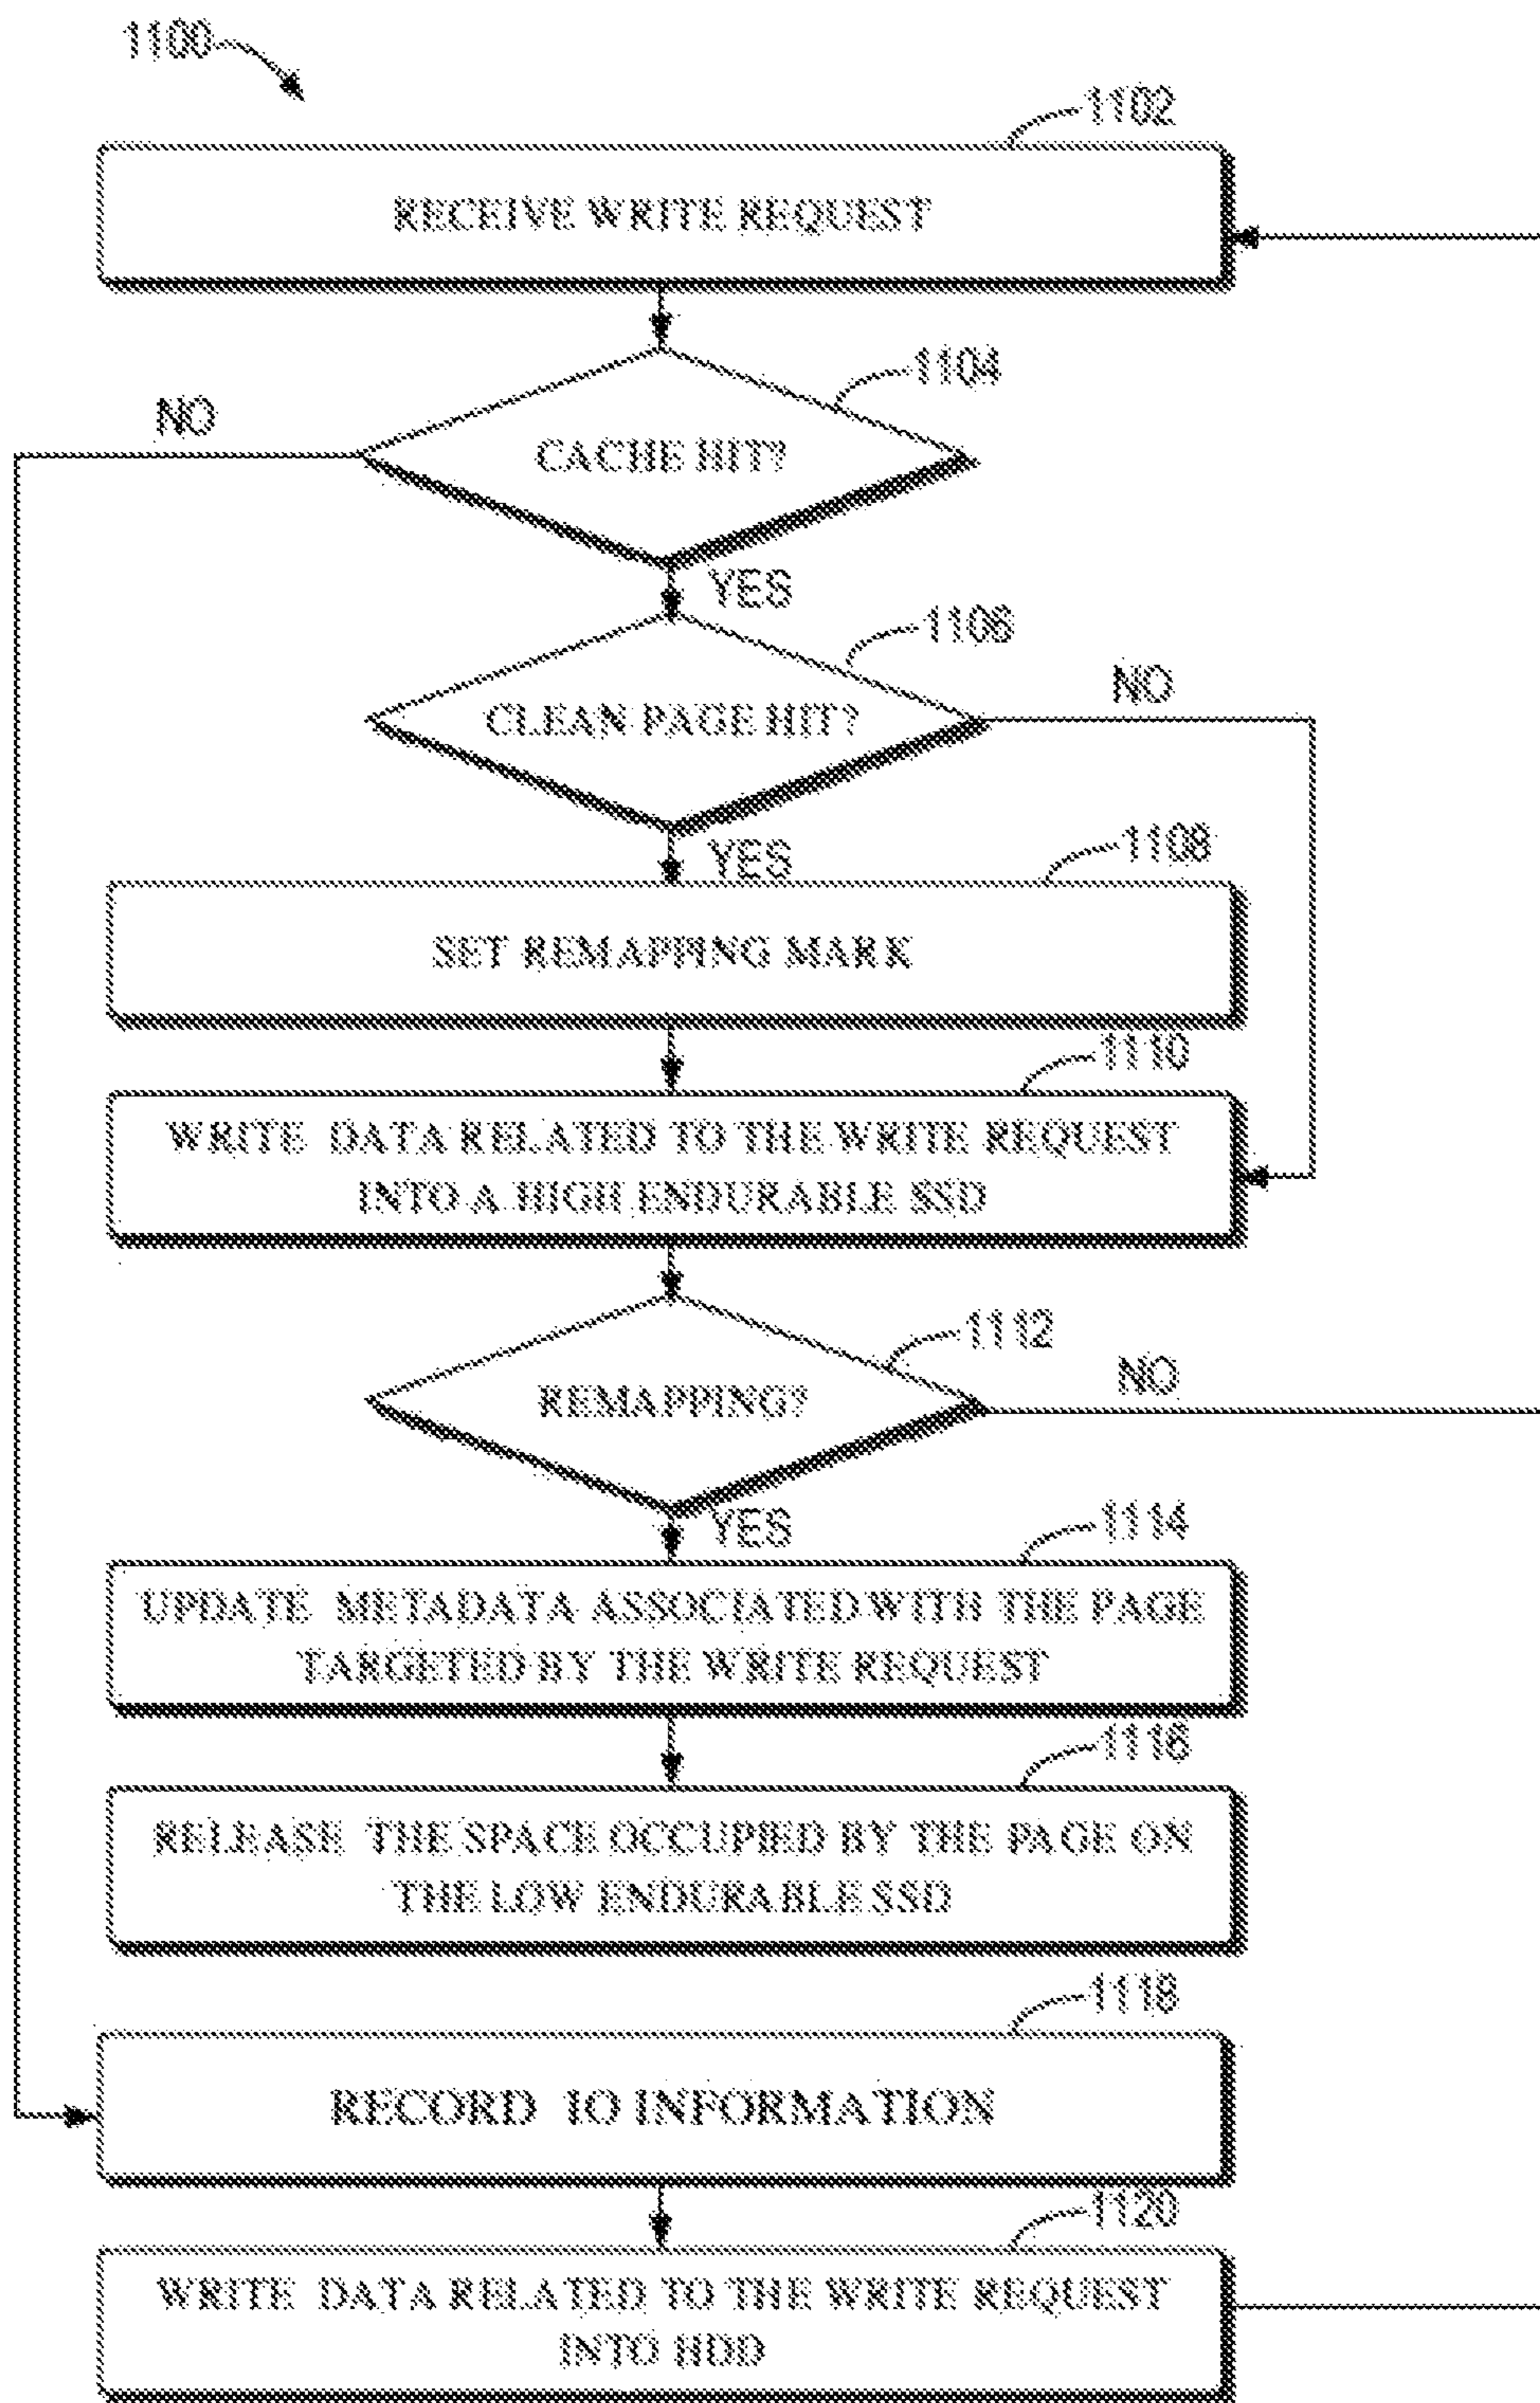 1100
1102
RECEIVE WRITE REQUEST
1104
NO
CACHE HIT?
YES
1106
NO
CLEAN PAGE HIT?
YES
1108
SET REMAPPING MARK
1110
WRITE DATA RELATED TO THE WRITE REQUEST
INTO A HIGH ENDURABLE SSD
1112
NO
REMAPPING?
YES
1114
UPDATE METADATA ASSOCIATED WITH THE PAGE
TARGETED BY THE WRITE REQUEST
1116
RELEASE THE SPACE OCCUPIED BY THE PAGE ON
THE LOW ENDURABLE SSD
1118
RECORD IO INFORMATION
1120
WRITE DATA RELATED TO THE WRITE REQUEST
INTO HDD